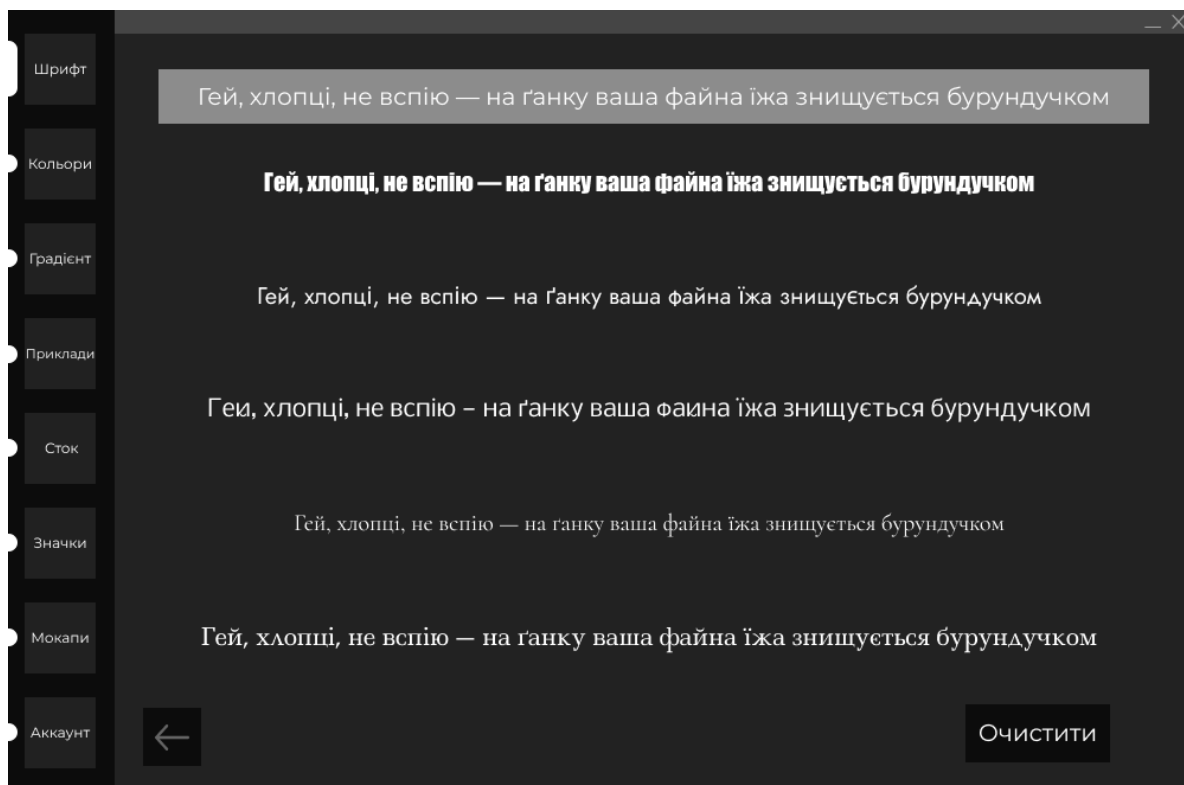 Шрифт
Кольори
Градієнт
Приклади
Сток
Значки
Мокапи
Аккаунт
Гей, хлопці, не вспію — на ґанку ваша файна їжа знищується бурундучком
Гей, хлопці, не вспію — на ґанку ваша файна їжа знищується бурундучком
Гей, хлопці, не вспію — на ґанку ваша файна їжа знищується бурундучком
Гей, хлопці, не вспію – на ґанку ваша файна їжа знищується бурундучком
Гей, хлопці, не вспію — на ґанку ваша файна їжа знищується бурундучком
Гей, хлопці, не вспію — на ґанку ваша файна їжа знищується бурундучком
Очистити